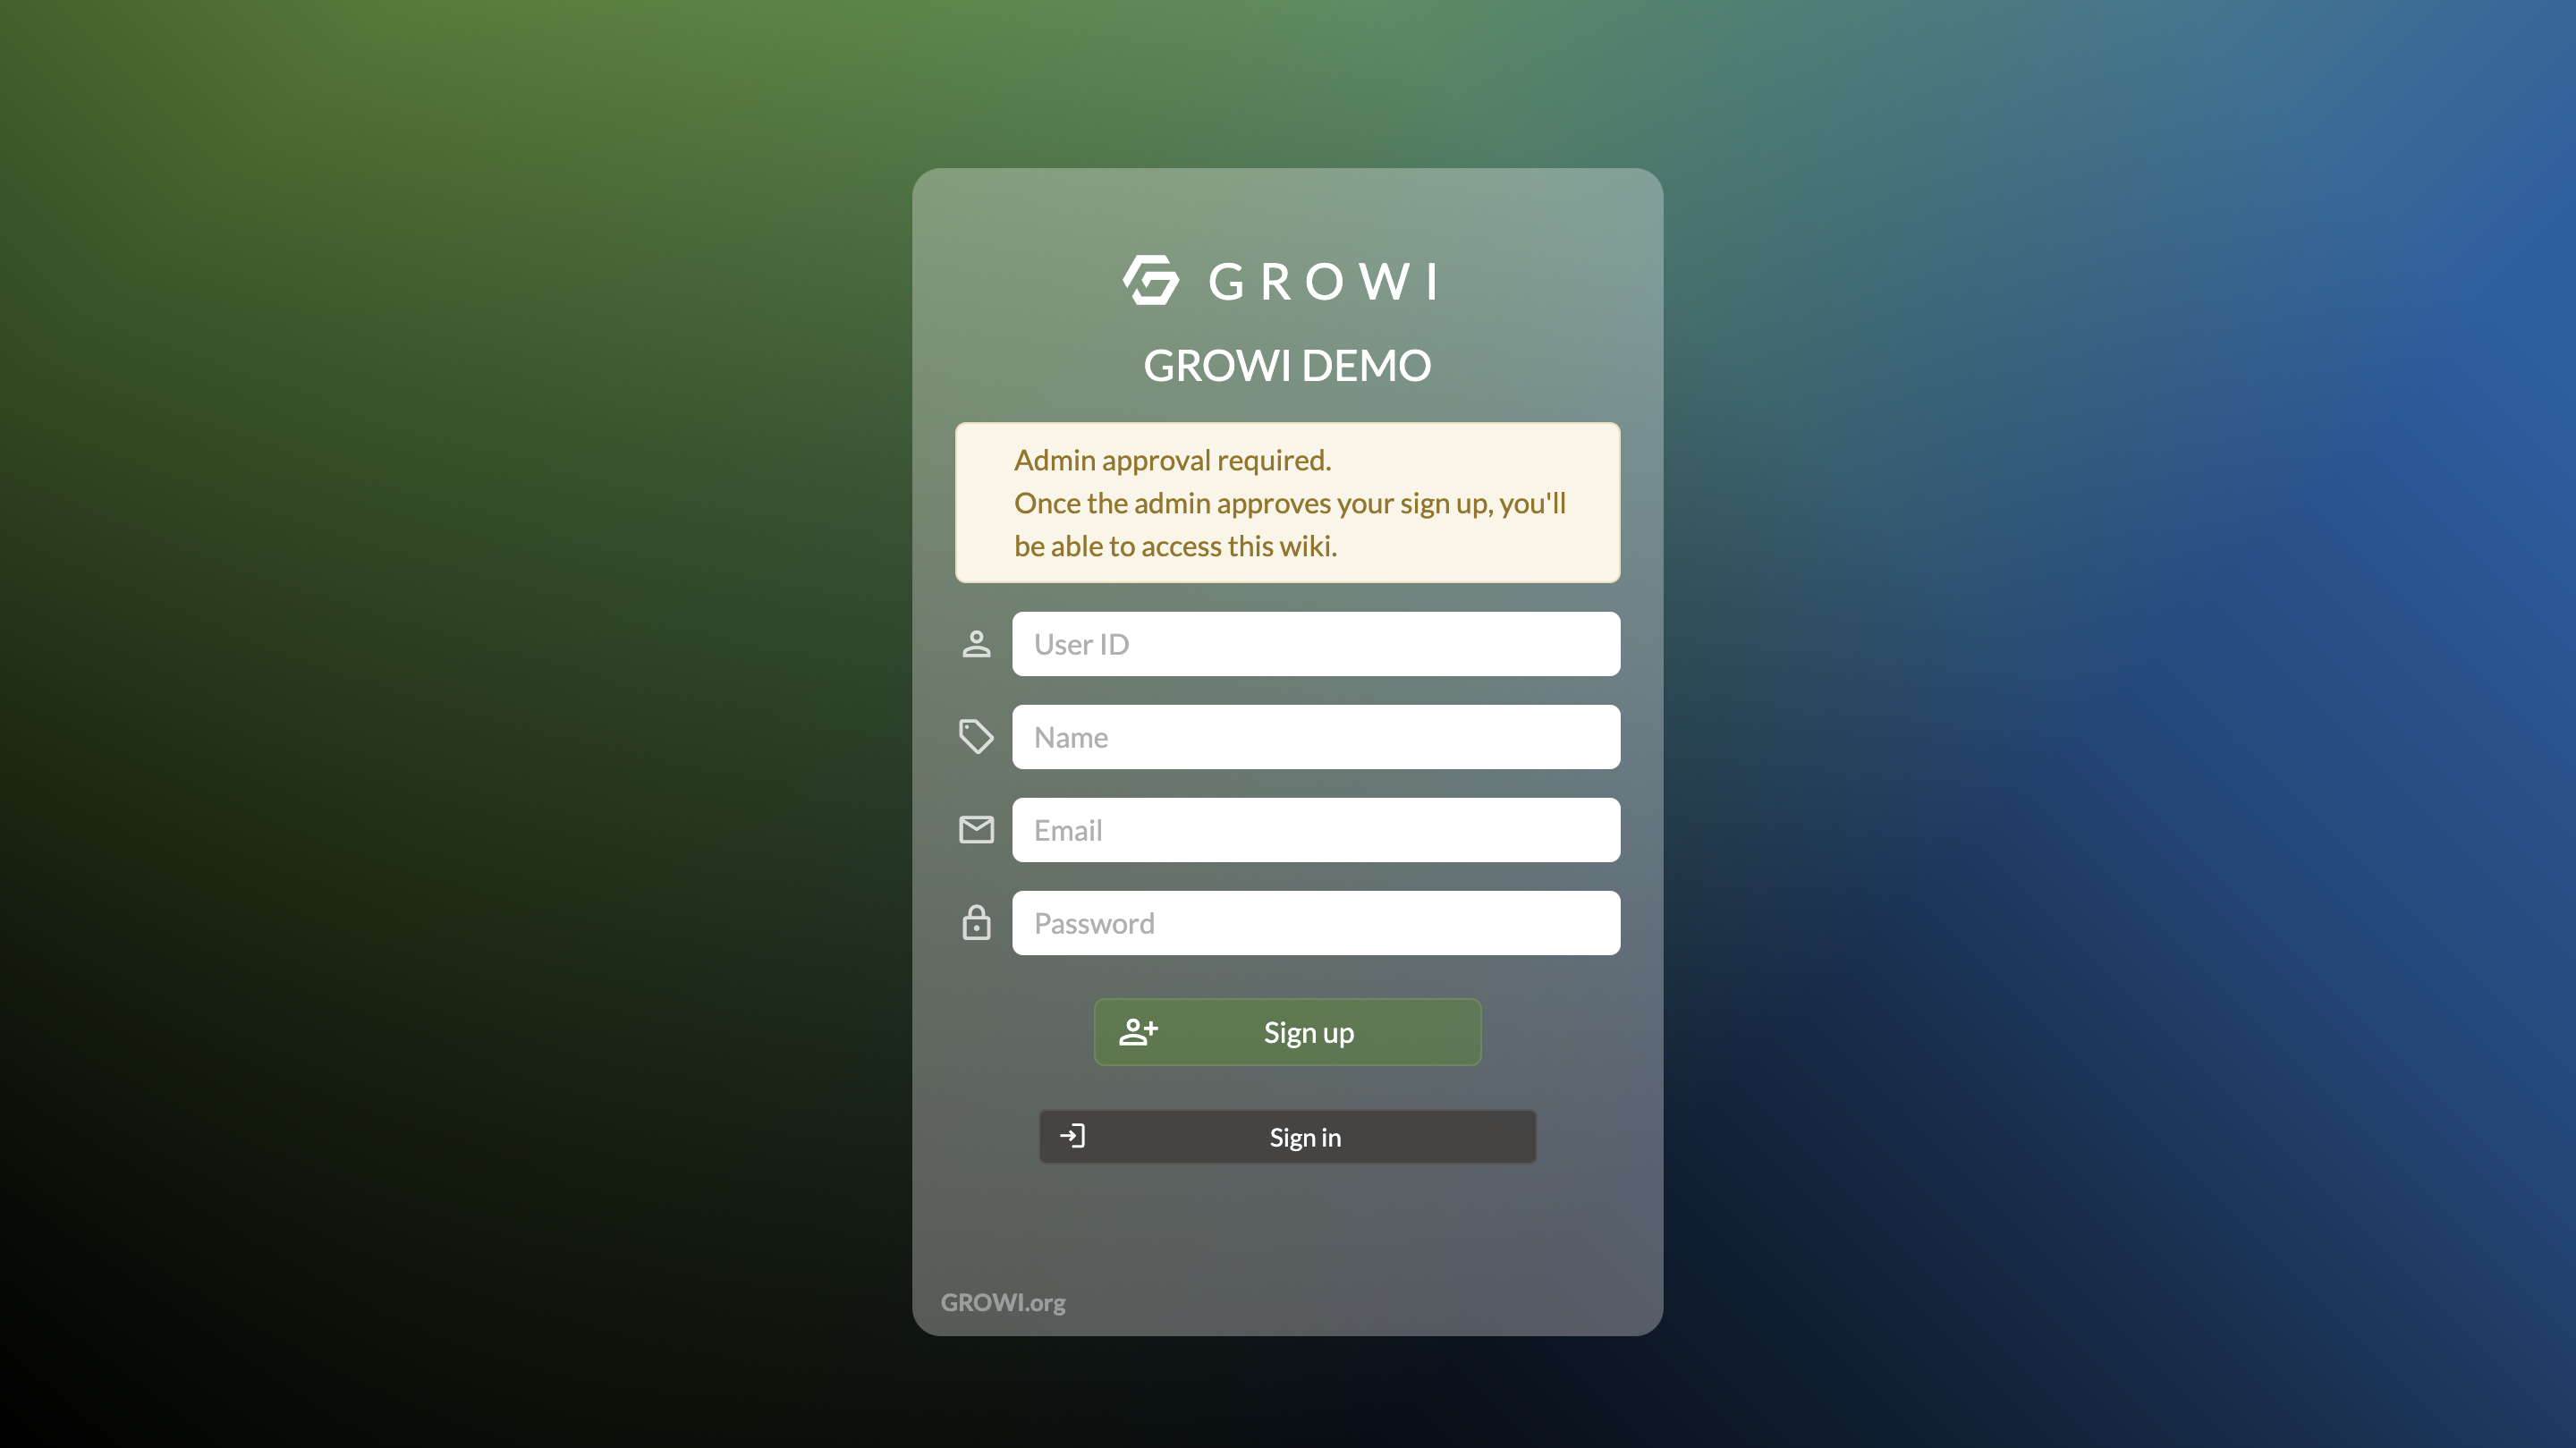 GROWI
GROWI DEMO
Admin approval required.
Once the admin approves your sign up, you'll
be able to access this wiki.
User ID
Name
Email
Password
Sign up
Sign in
GROWI.org